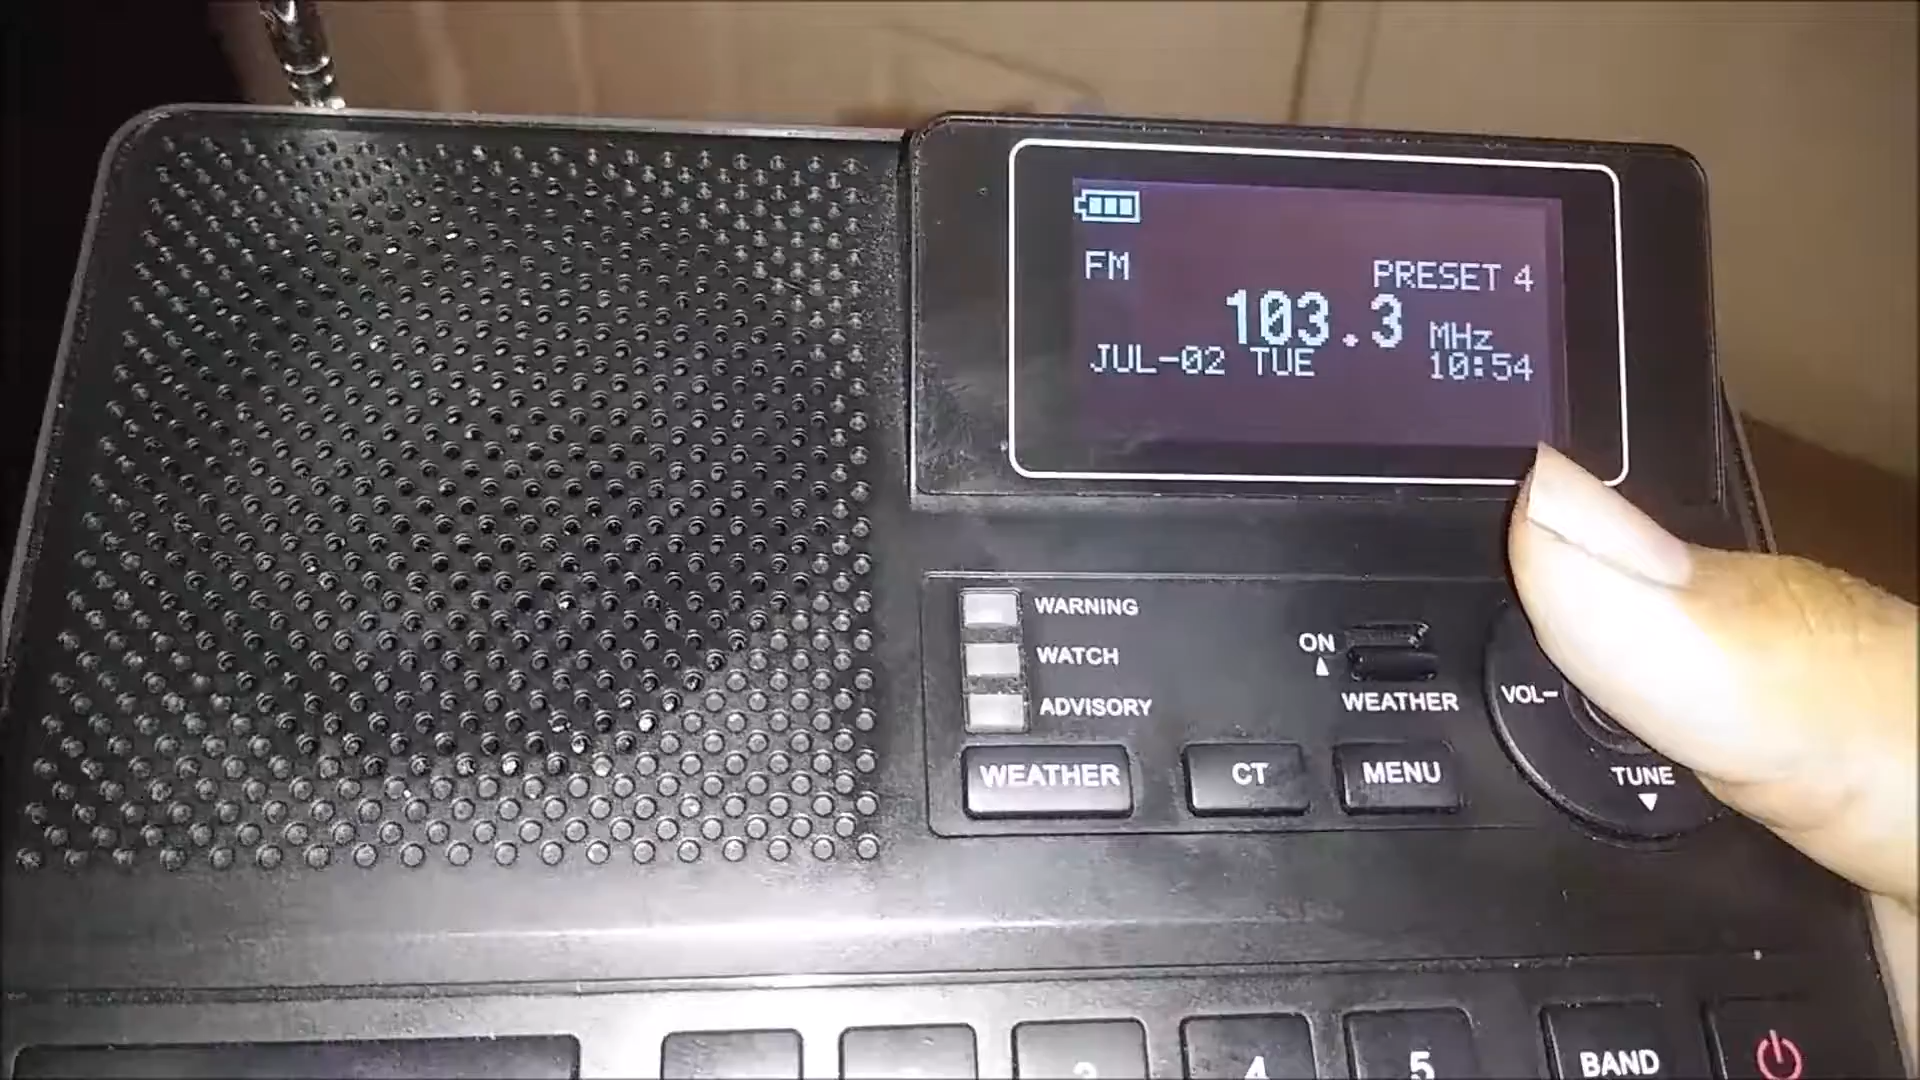 FM
PRESET 4
103.3 MHz
JUL-02 TUE 10:54
WARNING
WATCH
ADVISORY
ON
WEATHER
VOL-
TUNE
WEATHER
CT
MENU
3
4
5
BAND